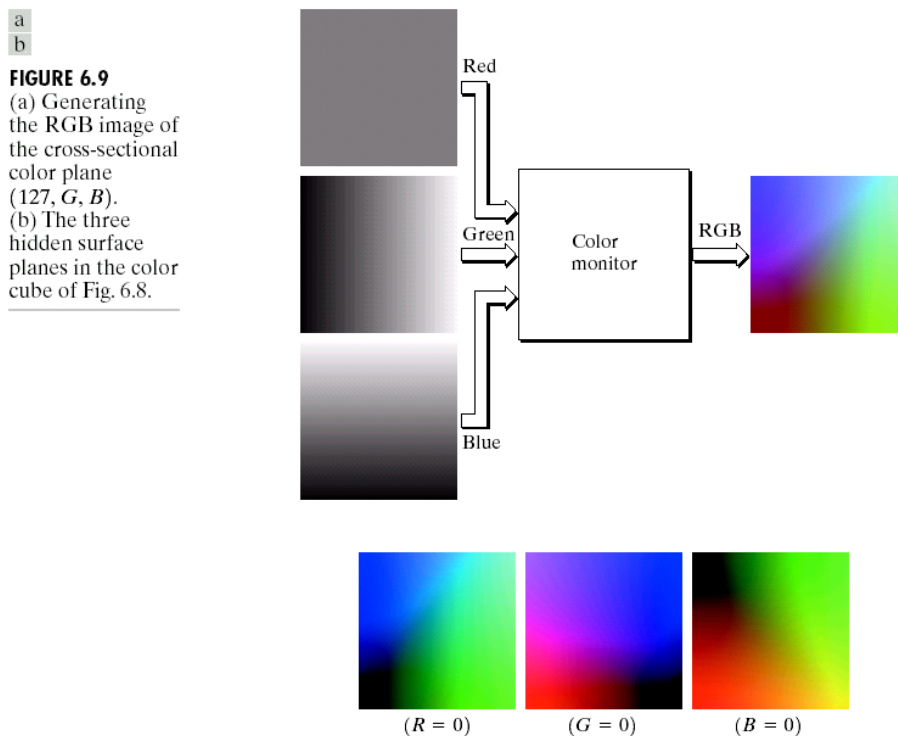 a
b
FIGURE 6.9
(a) Generating
the RGB image of
the cross-sectional
color plane
(127, G, B).
(b) The three
hidden surface
planes in the color
cube of Fig. 6.8.
Red
Green
Blue
Color
monitor
RGB
(R = 0)
(G = 0)
(B = 0)